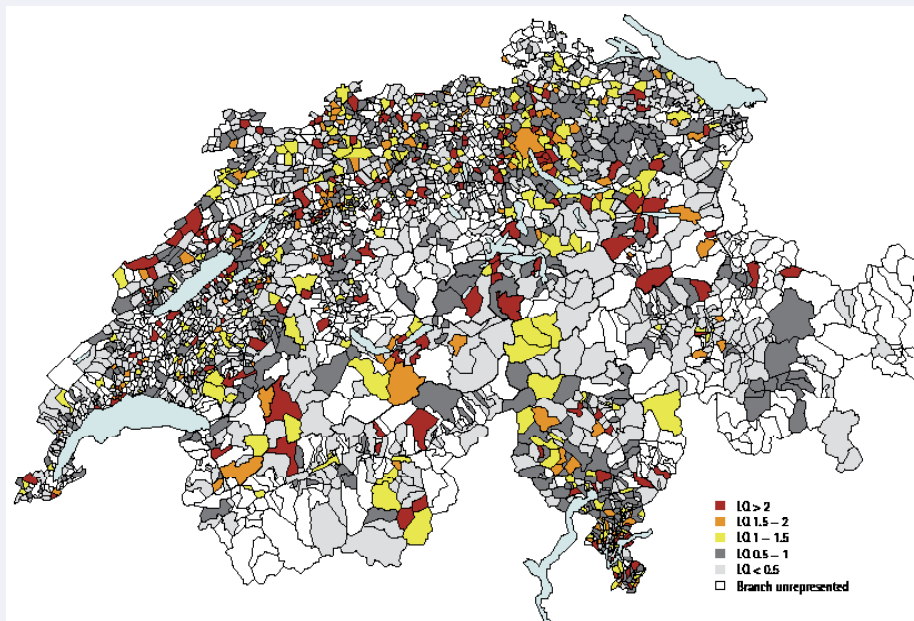 LQ > 2
LQ 1.5 – 2
LQ 1 – 1.5
LQ 0.5 – 1
LQ < 0.5
Branch unrepresented